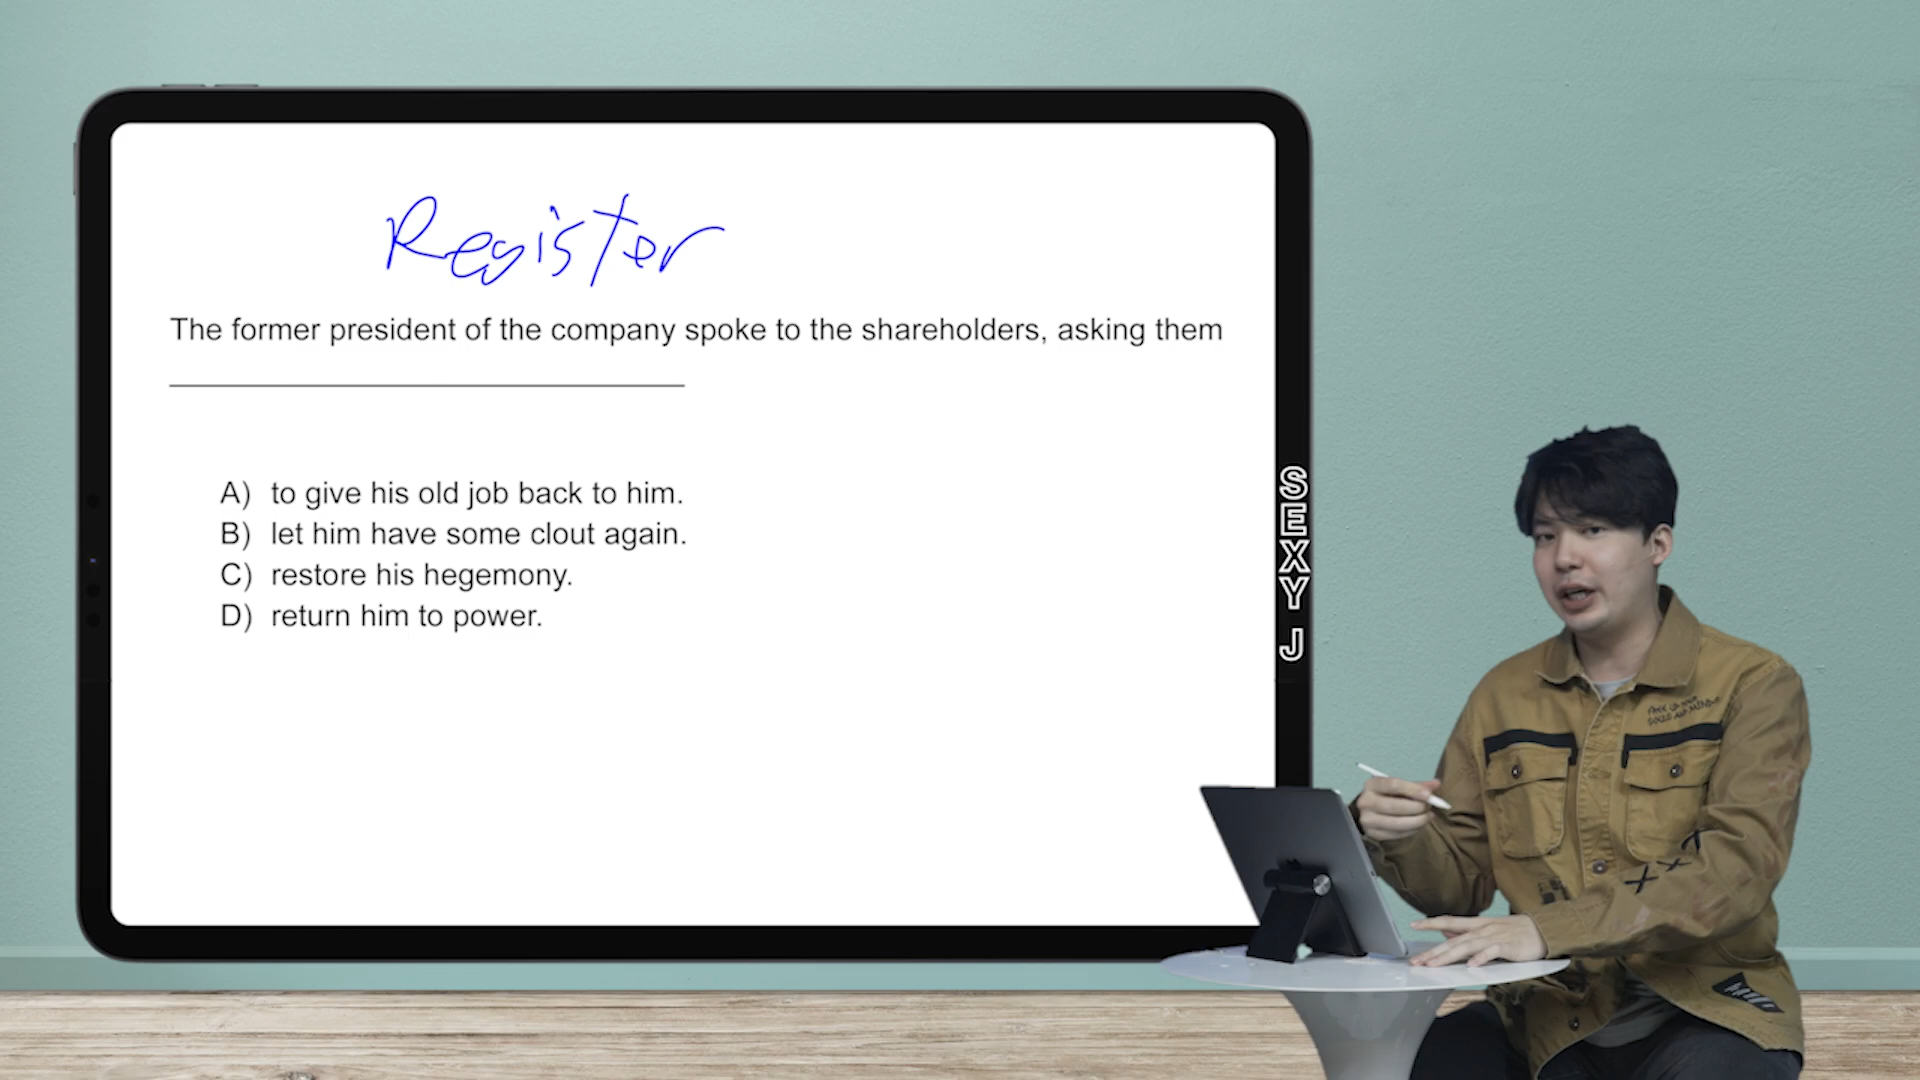 Register
The former president of the company spoke to the shareholders, asking them
A) to give his old job back to him.
B) let him have some clout again.
C) restore his hegemony.
D) return him to power.
SEXY J